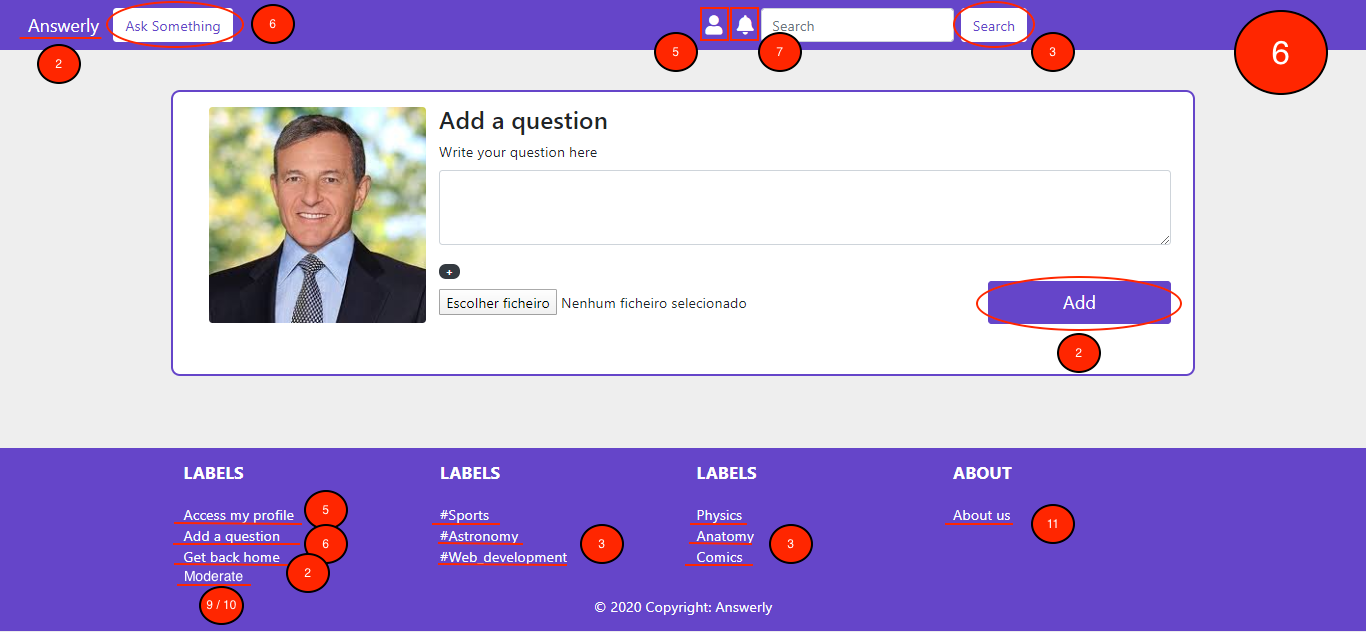 Answerly Ask Something 6 Search Search 6
2 5 7 3
Add a question
Write your question here
+
Escolher ficheiro Nenhum ficheiro selecionado Add
2
LABELS LABELS LABELS ABOUT
Access my profile 5 #Sports Physics About us 11
Add a question 6 #Astronomy 3 Anatomy 3
Get back home 2 #Web_development Comics
Moderate
9 / 10
© 2020 Copyright: Answerly